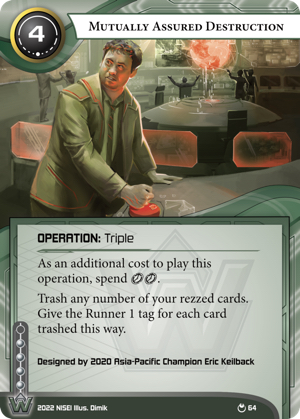 4
Mutually Assured Destruction
OPERATION: Triple
As an additional cost to play this
operation, spend .
Trash any number of your rezzed cards.
Give the Runner 1 tag for each card
trashed this way.
Designed by 2020 Asia-Pacific Champion Eric Keilback
2022 NISEI Illus. Dimik
64